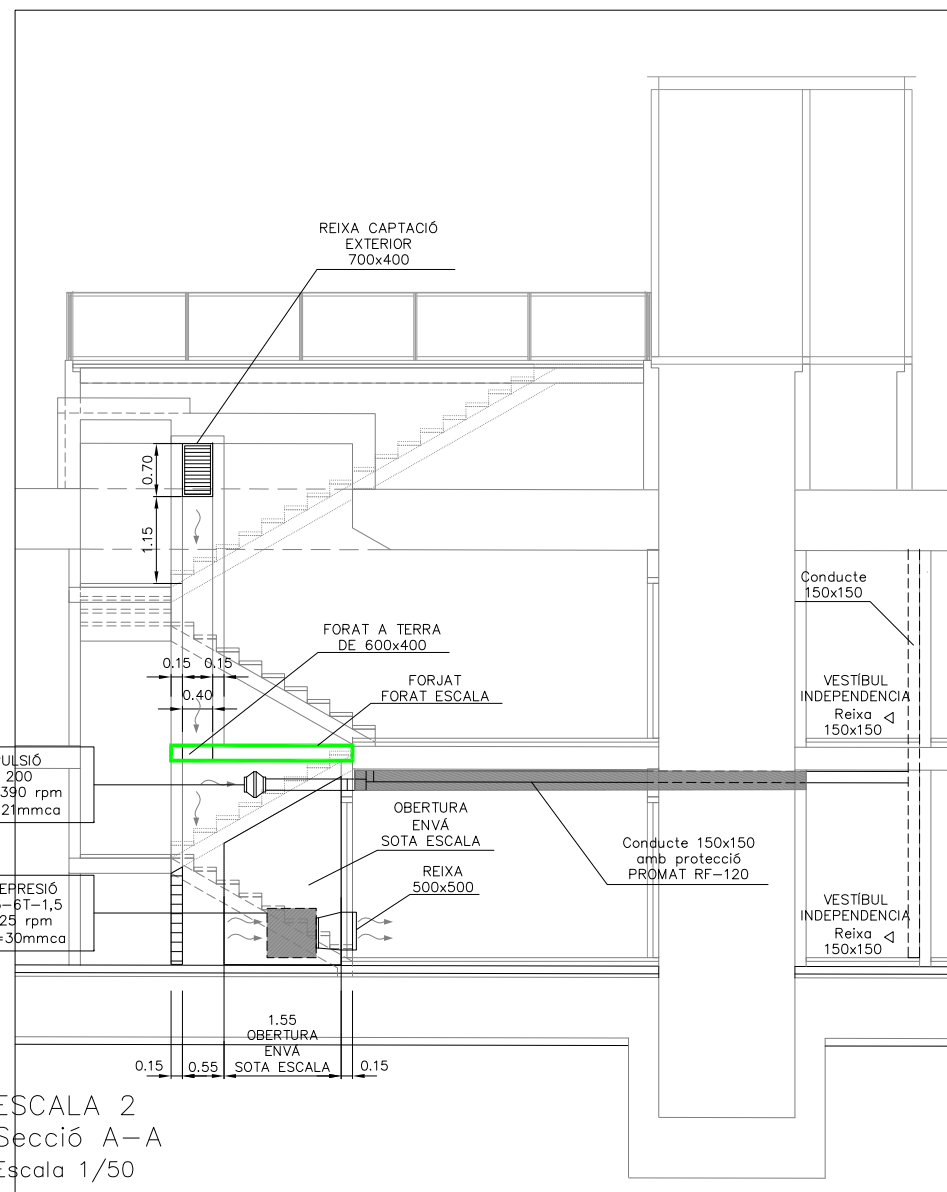 REIXA CAPTACIÓ
EXTERIOR
700x400
0.70
1.15
Conducte
150x150
FORAT A TERRA
DE 600x400
0.15 0.15
0.40
FORJAT
FORAT ESCALA
VESTÍBUL
INDEPENDENCIA
Reixa
150x150
200
390 rpm
21mmca
OBERTURA
ENVÁ
SOTA ESCALA
Conducte 150x150
amb protecció
PROMAT RF-120
REIXA
500x500
-6T-1,5
25 rpm
=30mmca
VESTÍBUL
INDEPENDENCIA
Reixa
150x150
1.55
OBERTURA
ENVÁ
SOTA ESCALA
0.15 0.55 0.15
ESCALA 2
Secció A-A
Escala 1/50